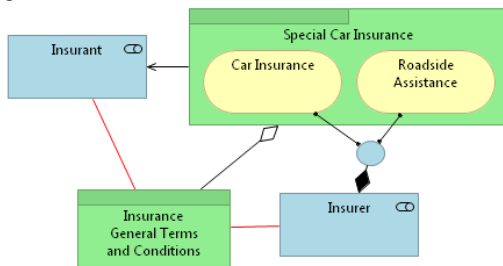 Special Car Insurance
Insurant
Car Insurance
Roadside
Assistance
Insurance
General Terms
and Conditions
Insurer